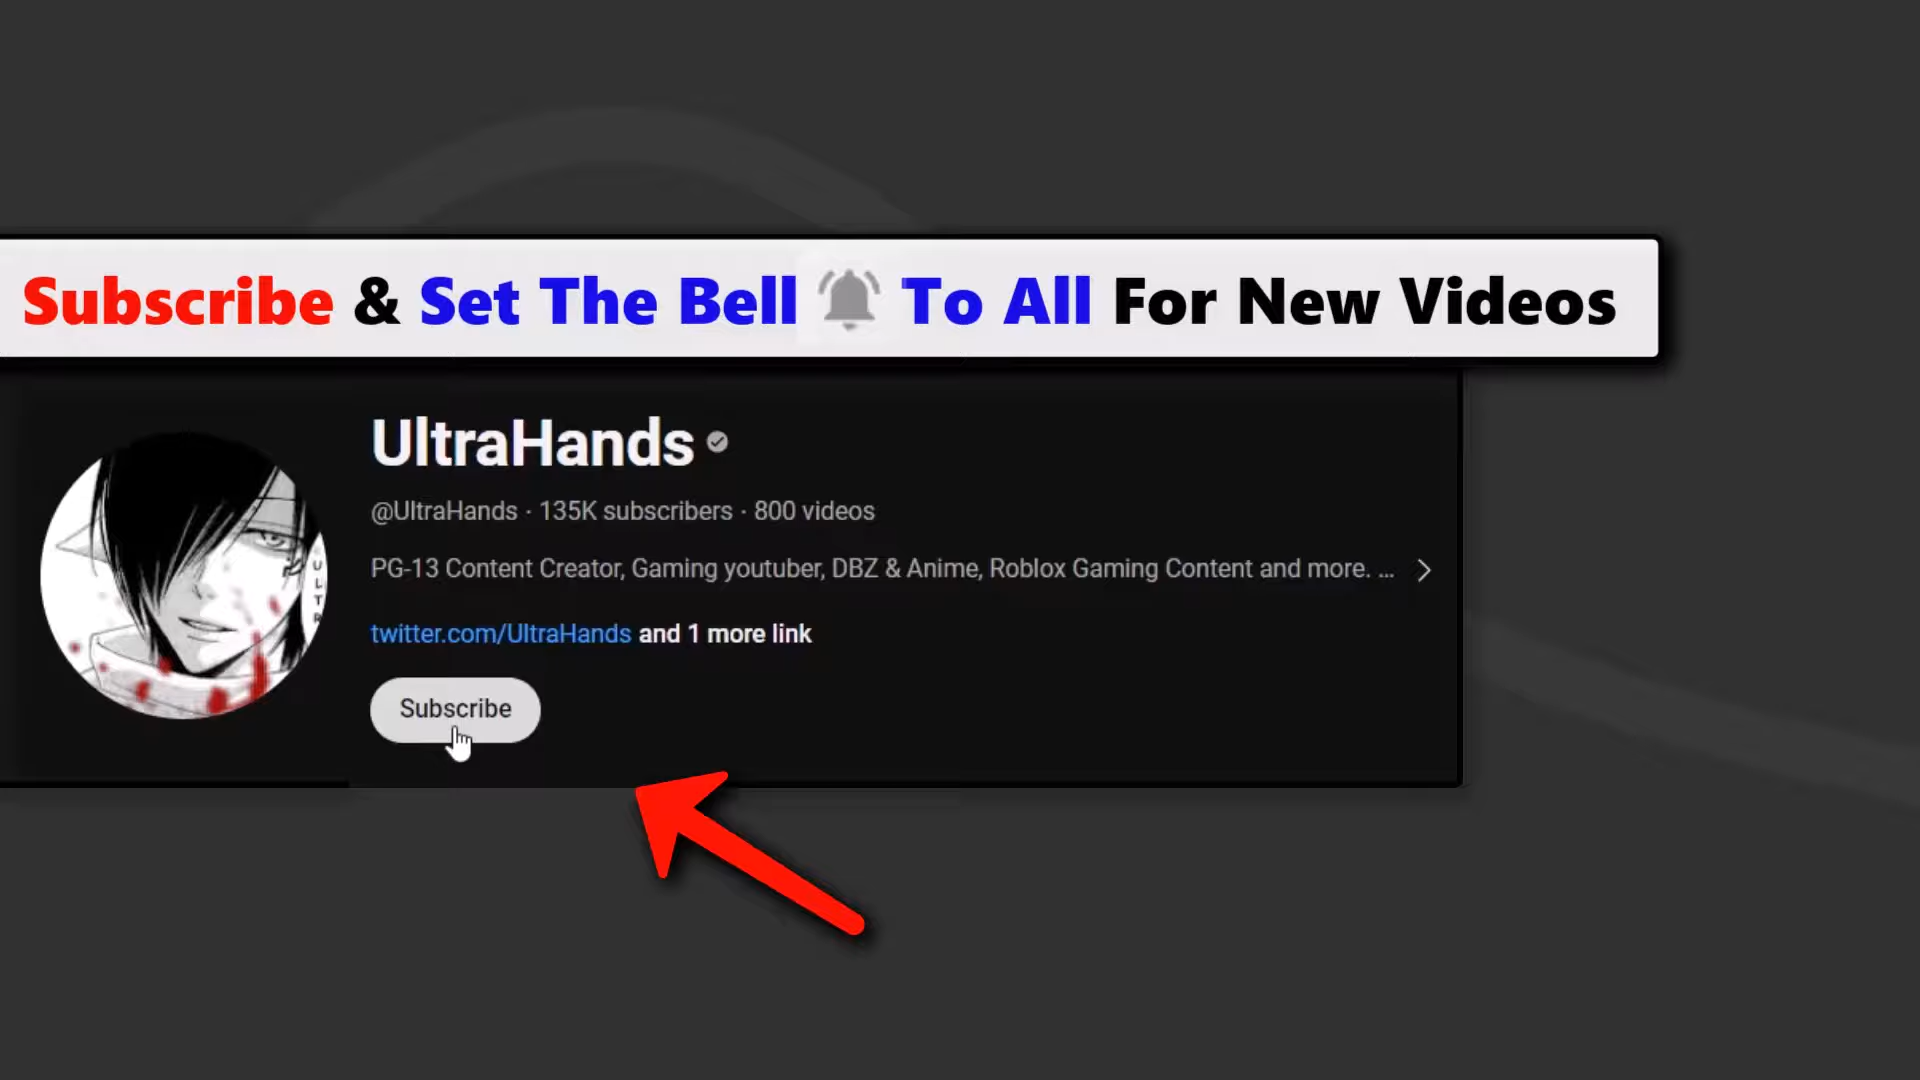 Subscribe & Set The Bell To All For New Videos
UltraHands
@UltraHands · 135K subscribers · 800 videos
PG-13 Content Creator, Gaming youtuber, DBZ & Anime, Roblox Gaming Content and more. ...
twitter.com/UltraHands and 1 more link
Subscribe
ULTR